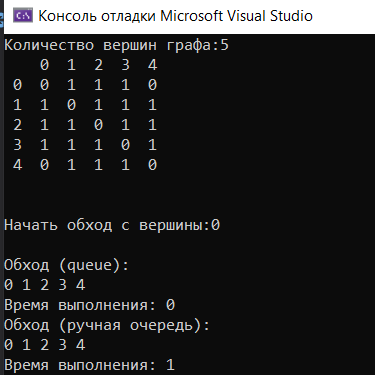 Консоль отладки Microsoft Visual Studio
Количество вершин графа:5
0 1 2 3 4
0 0 1 1 1 0
1 1 0 1 1 1
2 1 1 0 1 1
3 1 1 1 0 1
4 0 1 1 1 0
Начать обход с вершины:0
Обход (queue):
0 1 2 3 4
Время выполнения: 0
Обход (ручная очередь):
0 1 2 3 4
Время выполнения: 1